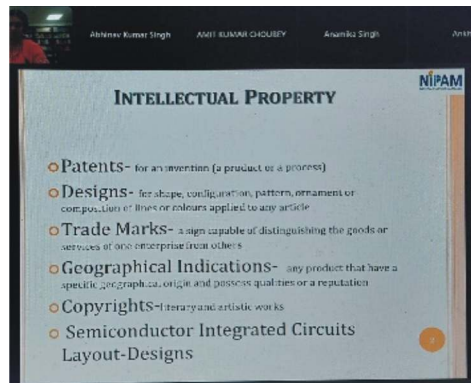 Abhinav Kumar Singh AMIT KUMAR CHOUBEY Anamika Singh Ankh
NIPAM
INTELLECTUAL PROPERTY
Patents- for an invention (a product or a process)
Designs- for shape, configuration, pattern, ornament or
composition of lines or colours applied to any article
Trade Marks- a sign capable of distinguishing the goods or
services of one enterprise from others
Geographical Indications- any product that have a
specific geographical origin and possess qualities or a reputation
Copyrights-literary and artistic works
Semiconductor Integrated Circuits
Layout-Designs